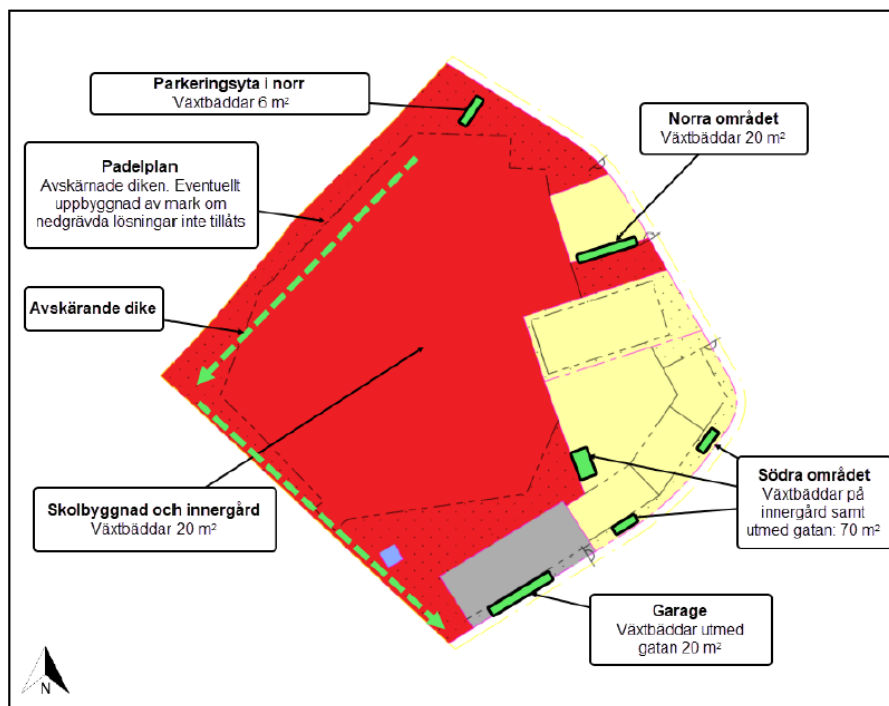 Parkeringsyta i norr
Växtbäddar 6 m²
Norra området
Växtbäddar 20 m²
Padelplan
Avskärnade diken. Eventuellt
uppbyggnad av mark om
nedgrävda lösningar inte tillåts
Avskärande dike
Skolbyggnad och innergård
Växtbäddar 20 m²
Södra området
Växtbäddar på
innergård samt
utmed gatan: 70 m²
Garage
Växtbäddar utmed
gatan 20 m²
N